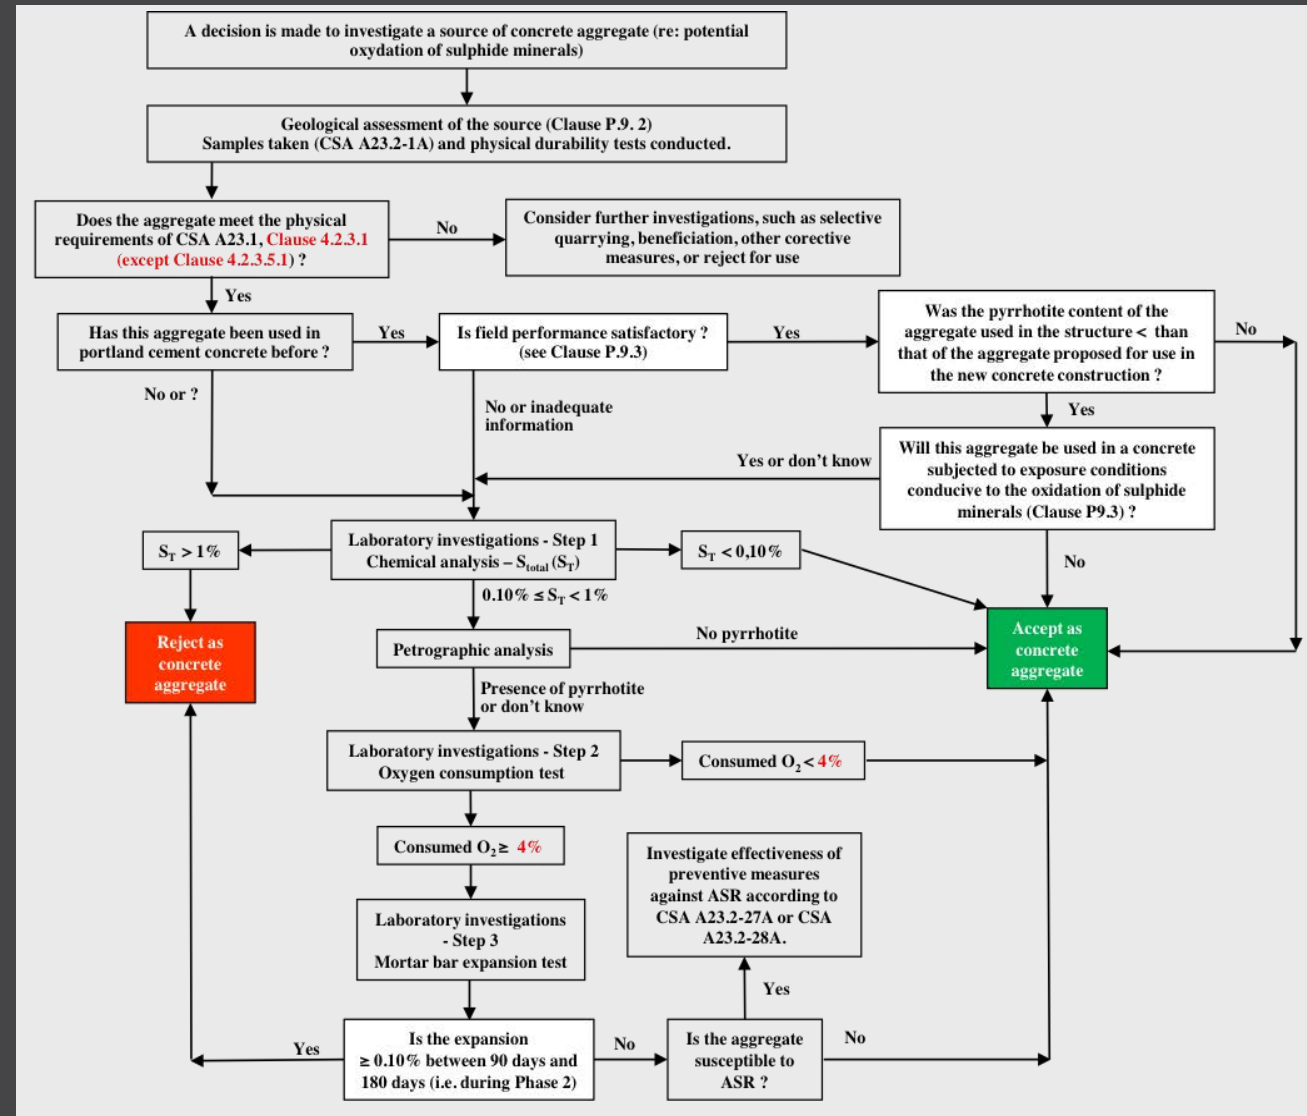 A decision is made to investigate a source of concrete aggregate (re: potential
oxydation of sulphide minerals)
Geological assessment of the source (Clause P.9. 2)
Samples taken (CSA A23.2-1A) and physical durability tests conducted.
Does the aggregate meet the physical
requirements of CSA A23.1, Clause 4.2.3.1
(except Clause 4.2.3.5.1) ?
No
Consider further investigations, such as selective
quarrying, beneficiation, other corective
measures, or reject for use
Yes
Has this aggregate been used in
portland cement concrete before ?
Yes
Is field performance satisfactory ?
(see Clause P.9.3)
Yes
Was the pyrrhotite content of the
aggregate used in the structure < than
that of the aggregate proposed for use in
the new concrete construction ?
No
No or ?
No or inadequate
information
Yes
Yes or don't know
Will this aggregate be used in a concrete
subjected to exposure conditions
conducive to the oxidation of sulphide
minerals (Clause P9.3) ?
No
S_T > 1%
Laboratory investigations - Step 1
Chemical analysis – S_total (S_T)
S_T < 0,10%
0.10% ≤ S_T < 1%
Reject as
concrete
aggregate
Petrographic analysis
No pyrrhotite
Accept as
concrete
aggregate
Presence of pyrrhotite
or don't know
Laboratory investigations - Step 2
Oxygen consumption test
Consumed O₂ < 4%
Consumed O₂ ≥ 4%
Investigate effectiveness of
preventive measures
against ASR according to
CSA A23.2-27A or CSA
A23.2-28A.
Laboratory investigations
- Step 3
Mortar bar expansion test
Yes
Is the expansion
≥ 0.10% between 90 days and
180 days (i.e. during Phase 2)
Yes
No
Is the aggregate
susceptible to
ASR ?
No